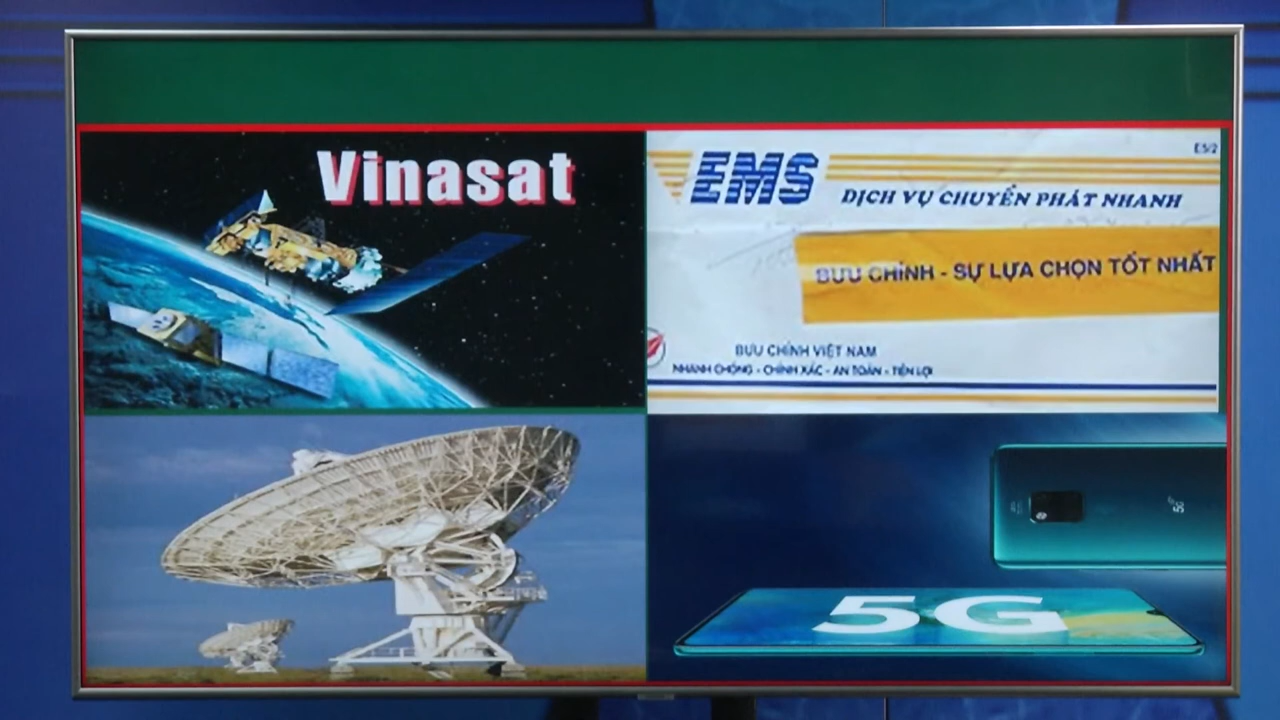 Vinasat
EMS
E5/2
DỊCH VỤ CHUYỂN PHÁT NHANH
BƯU CHÍNH - SỰ LỰA CHỌN TỐT NHẤT
BƯU CHÍNH VIỆT NAM
NHANH CHÓNG - CHÍNH XÁC - AN TOÀN - TIỆN LỢI
5G
5G